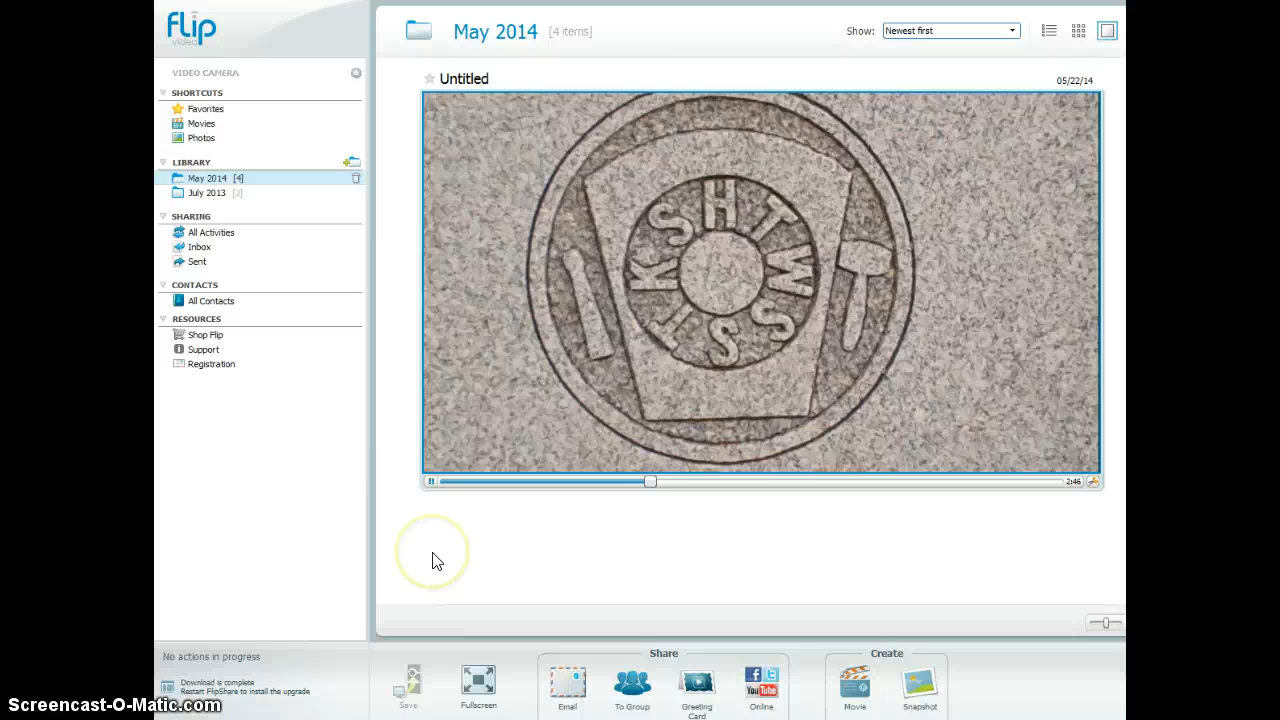 flip
video
VIDEO CAMERA
SHORTCUTS
Favorites
Movies
Photos
LIBRARY
May 2014 [4]
July 2013 [2]
SHARING
All Activities
Inbox
Sent
CONTACTS
All Contacts
RESOURCES
Shop Flip
Support
Registration
May 2014 [4 items]
Show: Newest first
Untitled
05/22/14
H T W S S T K S
2:46
No actions in progress
Download is complete
Restart FlipShare to install the upgrade
Save
Fullscreen
Share
Email
To Group
Greeting
Card
f t
You Tube
Online
Create
Movie
Snapshot
Screencast-O-Matic.com